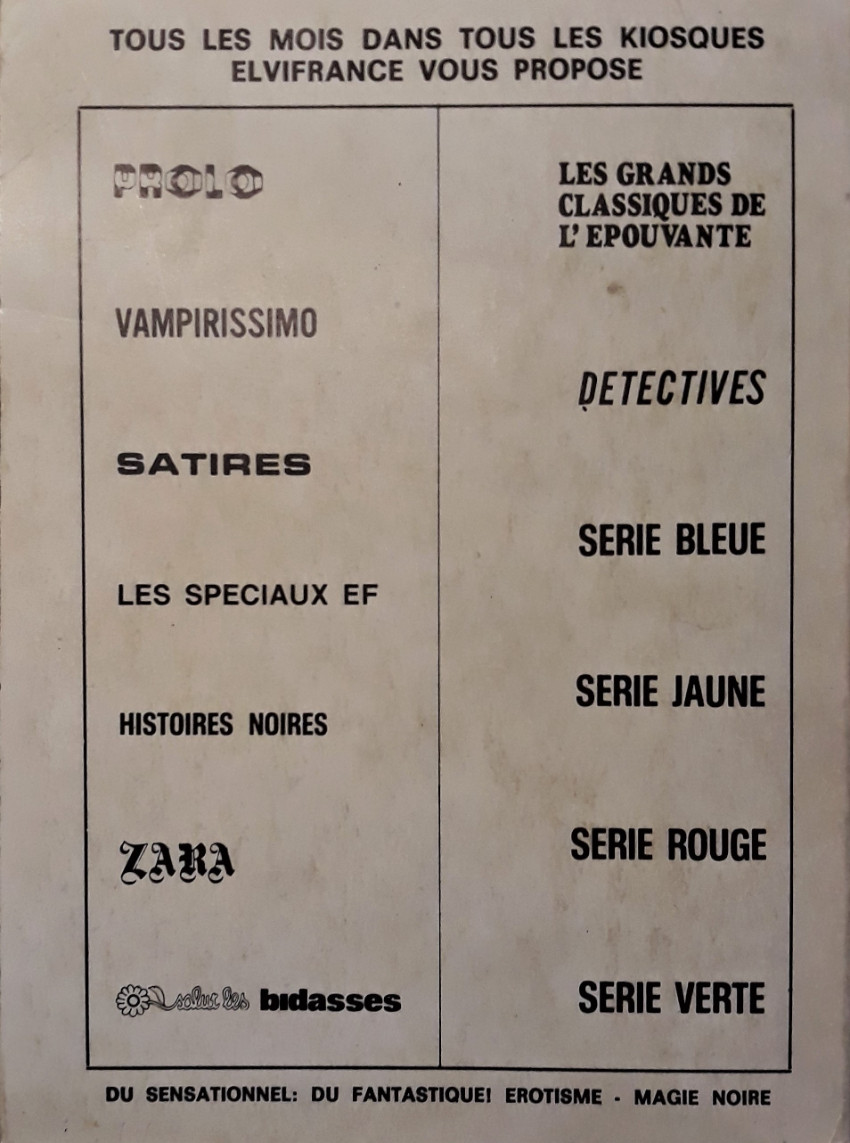 TOUS LES MOIS DANS TOUS LES KIOSQUES
ELVIFRANCE VOUS PROPOSE
PROLO
VAMPIRISSIMO
SATIRES
LES SPECIAUX EF
HISTOIRES NOIRES
ZARA
salut les bidasses
LES GRANDS
CLASSIQUES DE
L' EPOUVANTE
DETECTIVES
SERIE BLEUE
SERIE JAUNE
SERIE ROUGE
SERIE VERTE
DU SENSATIONNEL: DU FANTASTIQUE! EROTISME - MAGIE NOIRE